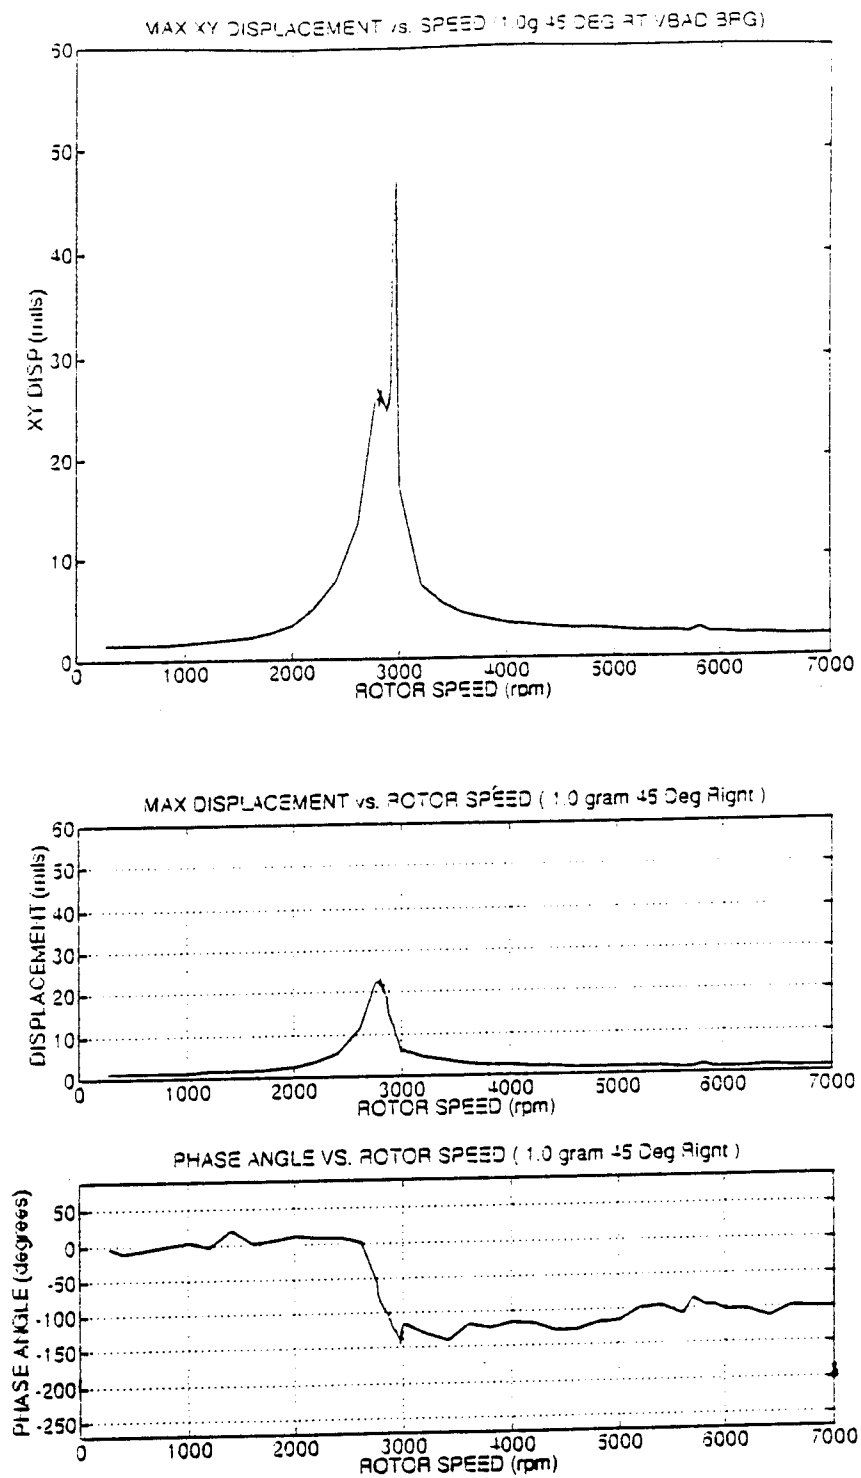 MAX XY DISPLACEMENT vs. SPEED (1.0g 45 DEG RT VBAD BRG)
60
50
40
30
20
10
0
XY DISP (mils)
0 1000 2000 3000 4000 5000 6000 7000
ROTOR SPEED (rpm)
MAX DISPLACEMENT vs. ROTOR SPEED ( 1.0 gram 45 Deg Right )
60
50
40
30
20
10
0
DISPLACEMENT (mils)
0 1000 2000 3000 4000 5000 6000 7000
ROTOR SPEED (rpm)
PHASE ANGLE VS. ROTOR SPEED ( 1.0 gram 45 Deg Right )
50
0
-50
-100
-150
-200
-250
PHASE ANGLE (degrees)
0 1000 2000 3000 4000 5000 6000 7000
ROTOR SPEED (rpm)